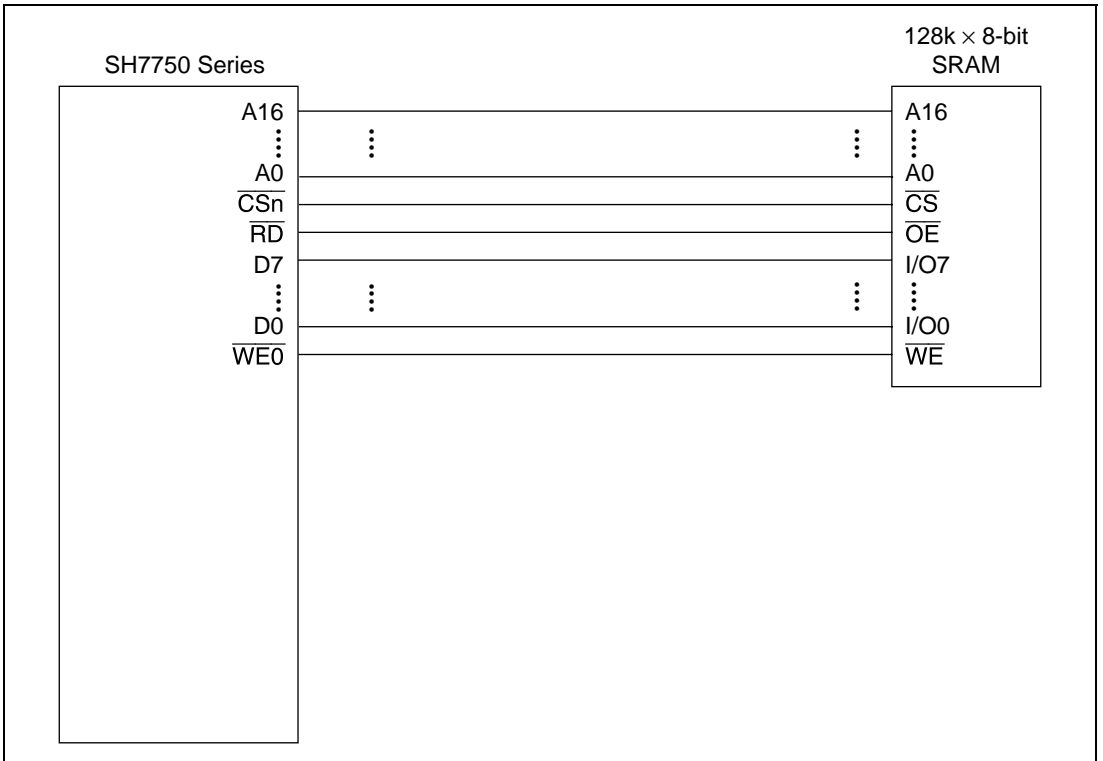 128k × 8-bit
SRAM
SH7750 Series
A16 A16
A0 A0
CSn CS
RD OE
D7 I/O7
D0 I/O0
WE0 WE